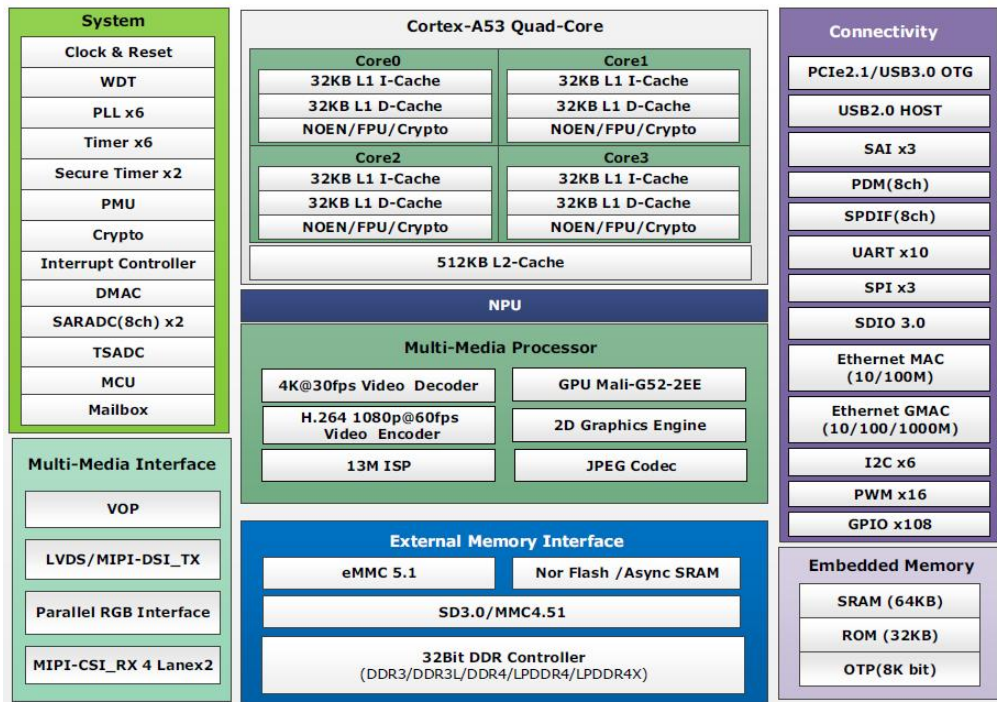 System
Clock & Reset
WDT
PLL x6
Timer x6
Secure Timer x2
PMU
Crypto
Interrupt Controller
DMAC
SARADC(8ch) x2
TSADC
MCU
Mailbox
Multi-Media Interface
VOP
LVDS/MIPI-DSI_TX
Parallel RGB Interface
MIPI-CSI_RX 4 Lanex2
Cortex-A53 Quad-Core
Core0
32KB L1 I-Cache
32KB L1 D-Cache
NOEN/FPU/Crypto
Core1
32KB L1 I-Cache
32KB L1 D-Cache
NOEN/FPU/Crypto
Core2
32KB L1 I-Cache
32KB L1 D-Cache
NOEN/FPU/Crypto
Core3
32KB L1 I-Cache
32KB L1 D-Cache
NOEN/FPU/Crypto
512KB L2-Cache
NPU
Multi-Media Processor
4K@30fps Video Decoder
GPU Mali-G52-2EE
H.264 1080p@60fps
Video Encoder
2D Graphics Engine
13M ISP
JPEG Codec
External Memory Interface
eMMC 5.1
Nor Flash /Async SRAM
SD3.0/MMC4.51
32Bit DDR Controller
(DDR3/DDR3L/DDR4/LPDDR4/LPDDR4X)
Connectivity
PCIe2.1/USB3.0 OTG
USB2.0 HOST
SAI x3
PDM(8ch)
SPDIF(8ch)
UART x10
SPI x3
SDIO 3.0
Ethernet MAC
(10/100M)
Ethernet GMAC
(10/100/1000M)
I2C x6
PWM x16
GPIO x108
Embedded Memory
SRAM (64KB)
ROM (32KB)
OTP(8K bit)